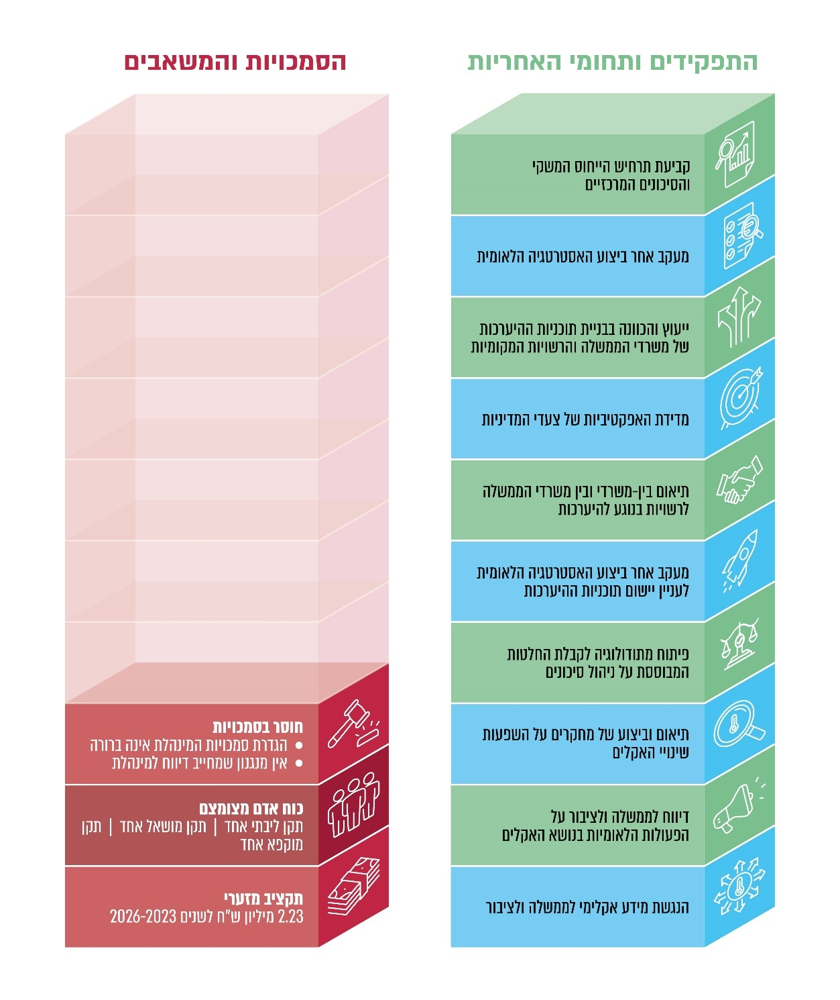 התפקידים ותחומי האחריות
קביעת תרחיש הייחוס המשקי
והסיכונים המרכזיים
מעקב אחר ביצוע האסטרטגיה הלאומית
ייעוץ והכוונה בבניית תוכניות ההיערכות
של משרדי הממשלה והרשויות המקומיות
מדידת האפקטיביות של צעדי המדיניות
תיאום בין-משרדי ובין משרדי הממשלה
לרשויות בנוגע להיערכות
מעקב אחר ביצוע האסטרטגיה הלאומית
לעניין יישום תוכניות ההיערכות
פיתוח מתודולוגיה לקבלת החלטות
המבוססת על ניהול סיכונים
תיאום וביצוע של מחקרים על השפעות
שינויי האקלים
דיווח לממשלה ולציבור על
הפעולות הלאומיות בנושא האקלים
הנגשת מידע אקלימי לממשלה ולציבור
הסמכויות והמשאבים
חוסר בסמכויות
• הגדרת סמכויות המינהלת אינה ברורה
• אין מנגנון שמחייב דיווח למינהלת
כוח אדם מצומצם
תקן ליבתי אחד | תקן מושאל אחד | תקן
מוקפא אחד
תקציב מזערי
2.23 מיליון ש"ח לשנים 2026-2023